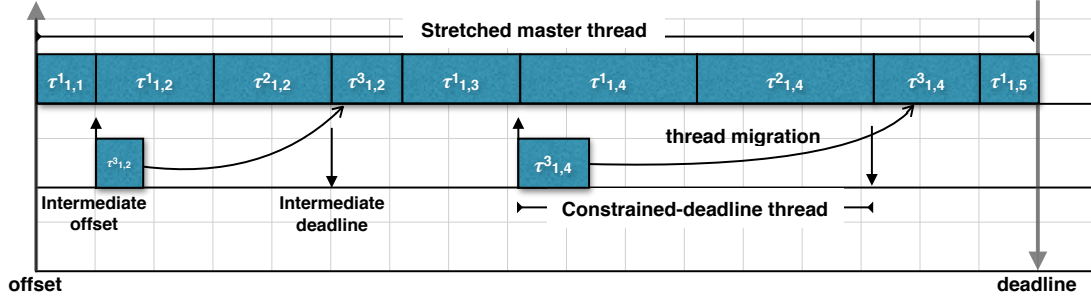 Stretched master thread
τ¹₁,₁ τ¹₁,₂ τ²₁,₂ τ³₁,₂ τ¹₁,₃ τ¹₁,₄ τ²₁,₄ τ³₁,₄ τ¹₁,₅
thread migration
τ³₁,₂ τ³₁,₄
Intermediate
offset
Intermediate
deadline
Constrained-deadline thread
offset
deadline